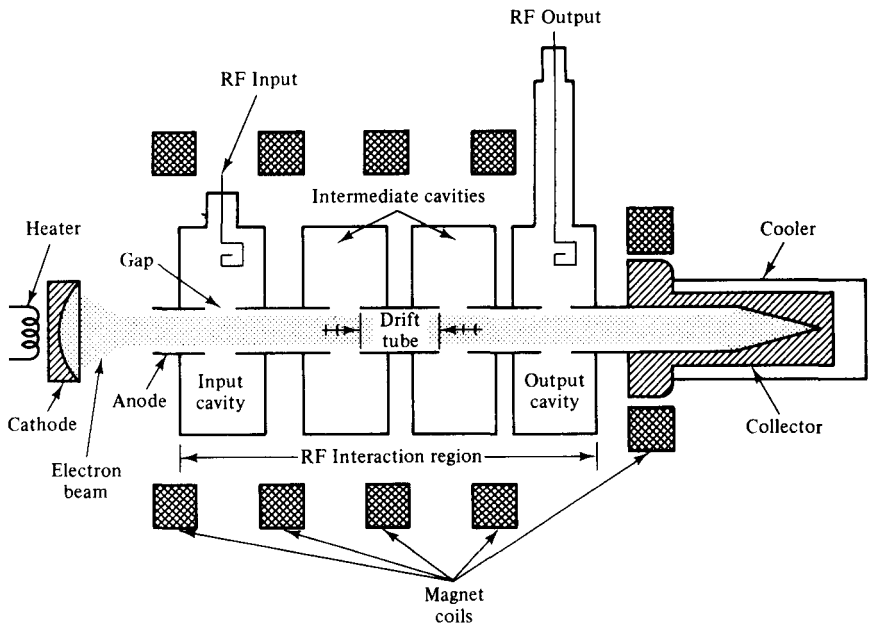 RF Output
RF Input
Intermediate cavities
Heater
Cooler
Gap
Drift
tube
Anode
Input
cavity
Output
cavity
Cathode
Collector
RF Interaction region
Electron
beam
Magnet
coils